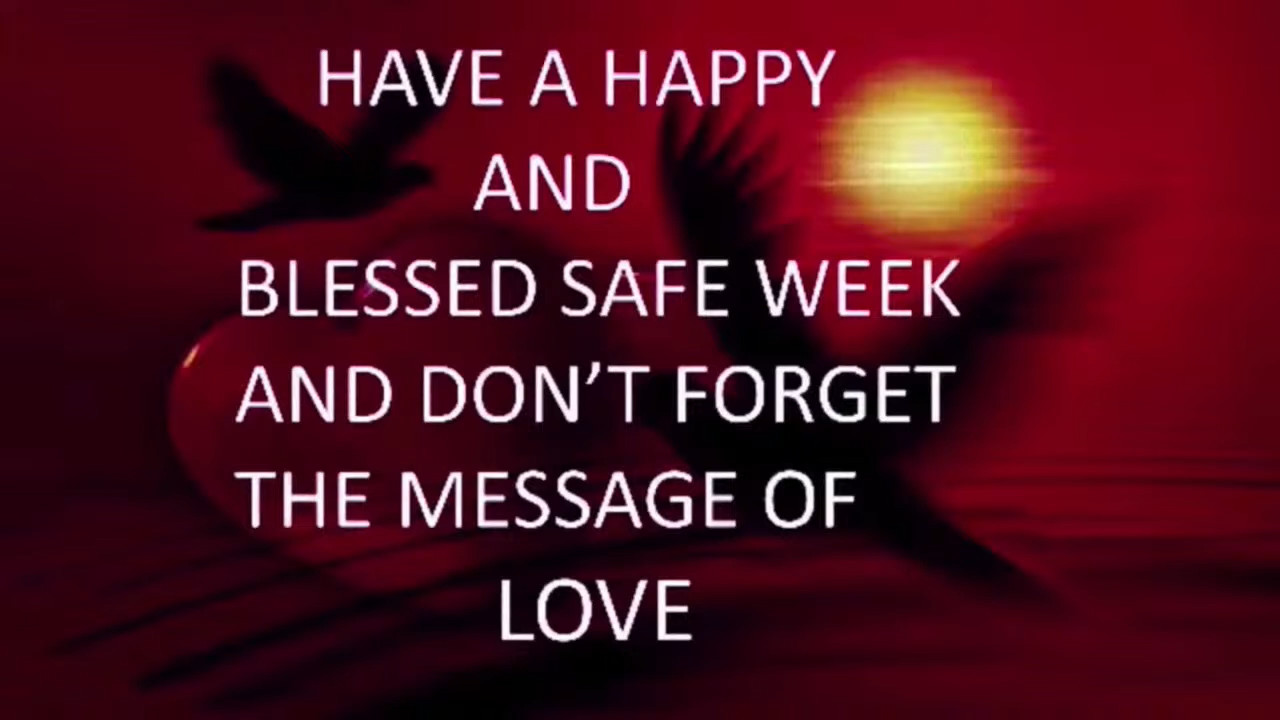 HAVE A HAPPY
AND
BLESSED SAFE WEEK
AND DON’T FORGET
THE MESSAGE OF
LOVE